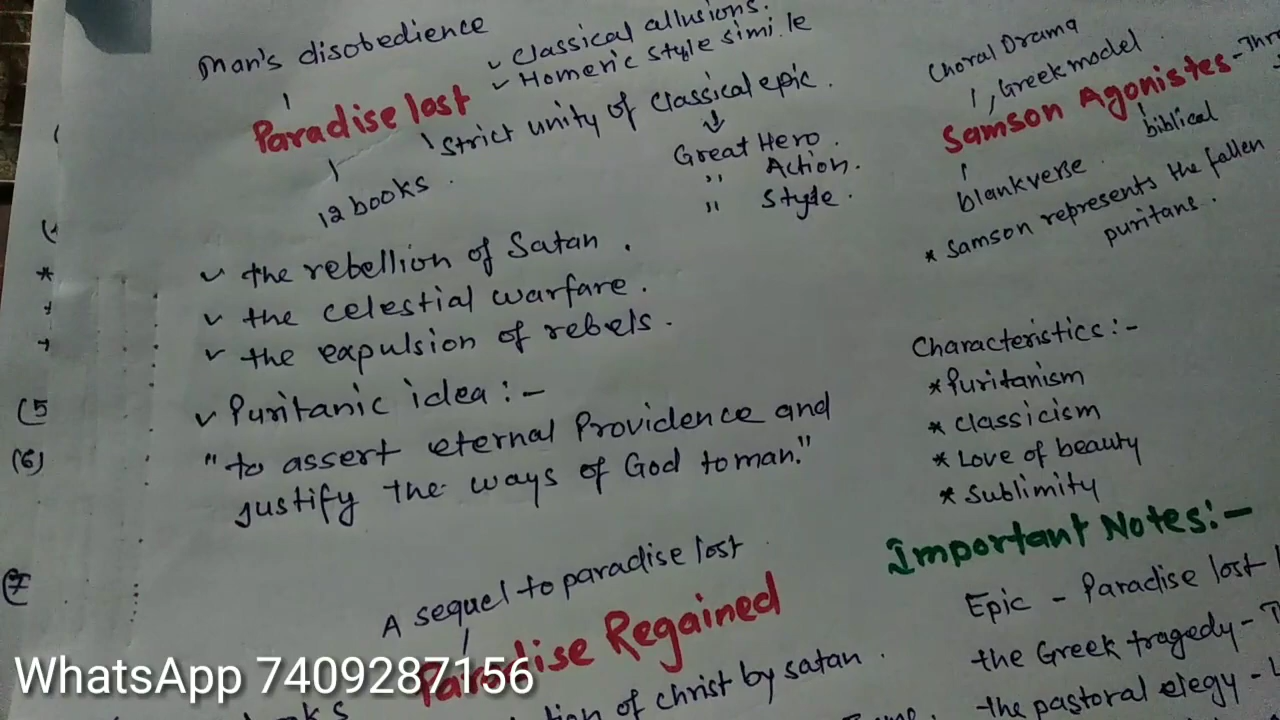 Man's disobedience
✓ Classical allusions.
✓ Homeric style simile
Paradise lost
Strict unity of Classical epic.
Great Hero.
" Action.
" Style.
12 books.
✓ the rebellion of Satan.
✓ the celestial warfare.
✓ the expulsion of rebels.
✓ Puritanic idea :-
"to assert eternal Providence and
justify the ways of God to man."
A sequel to paradise lost
Paradise Regained
of christ by satan.
Choral Drama
Greek model
Samson Agonistes
biblical
blankverse.
* Samson represents the fallen
puritans.
Characteristics :-
* Puritanism
* Classicism
* Love of beauty
* Sublimity
Important Notes :-
Epic - Paradise lost
the Greek tragedy -
the pastoral elegy -
(5
(6)
WhatsApp 7409287156